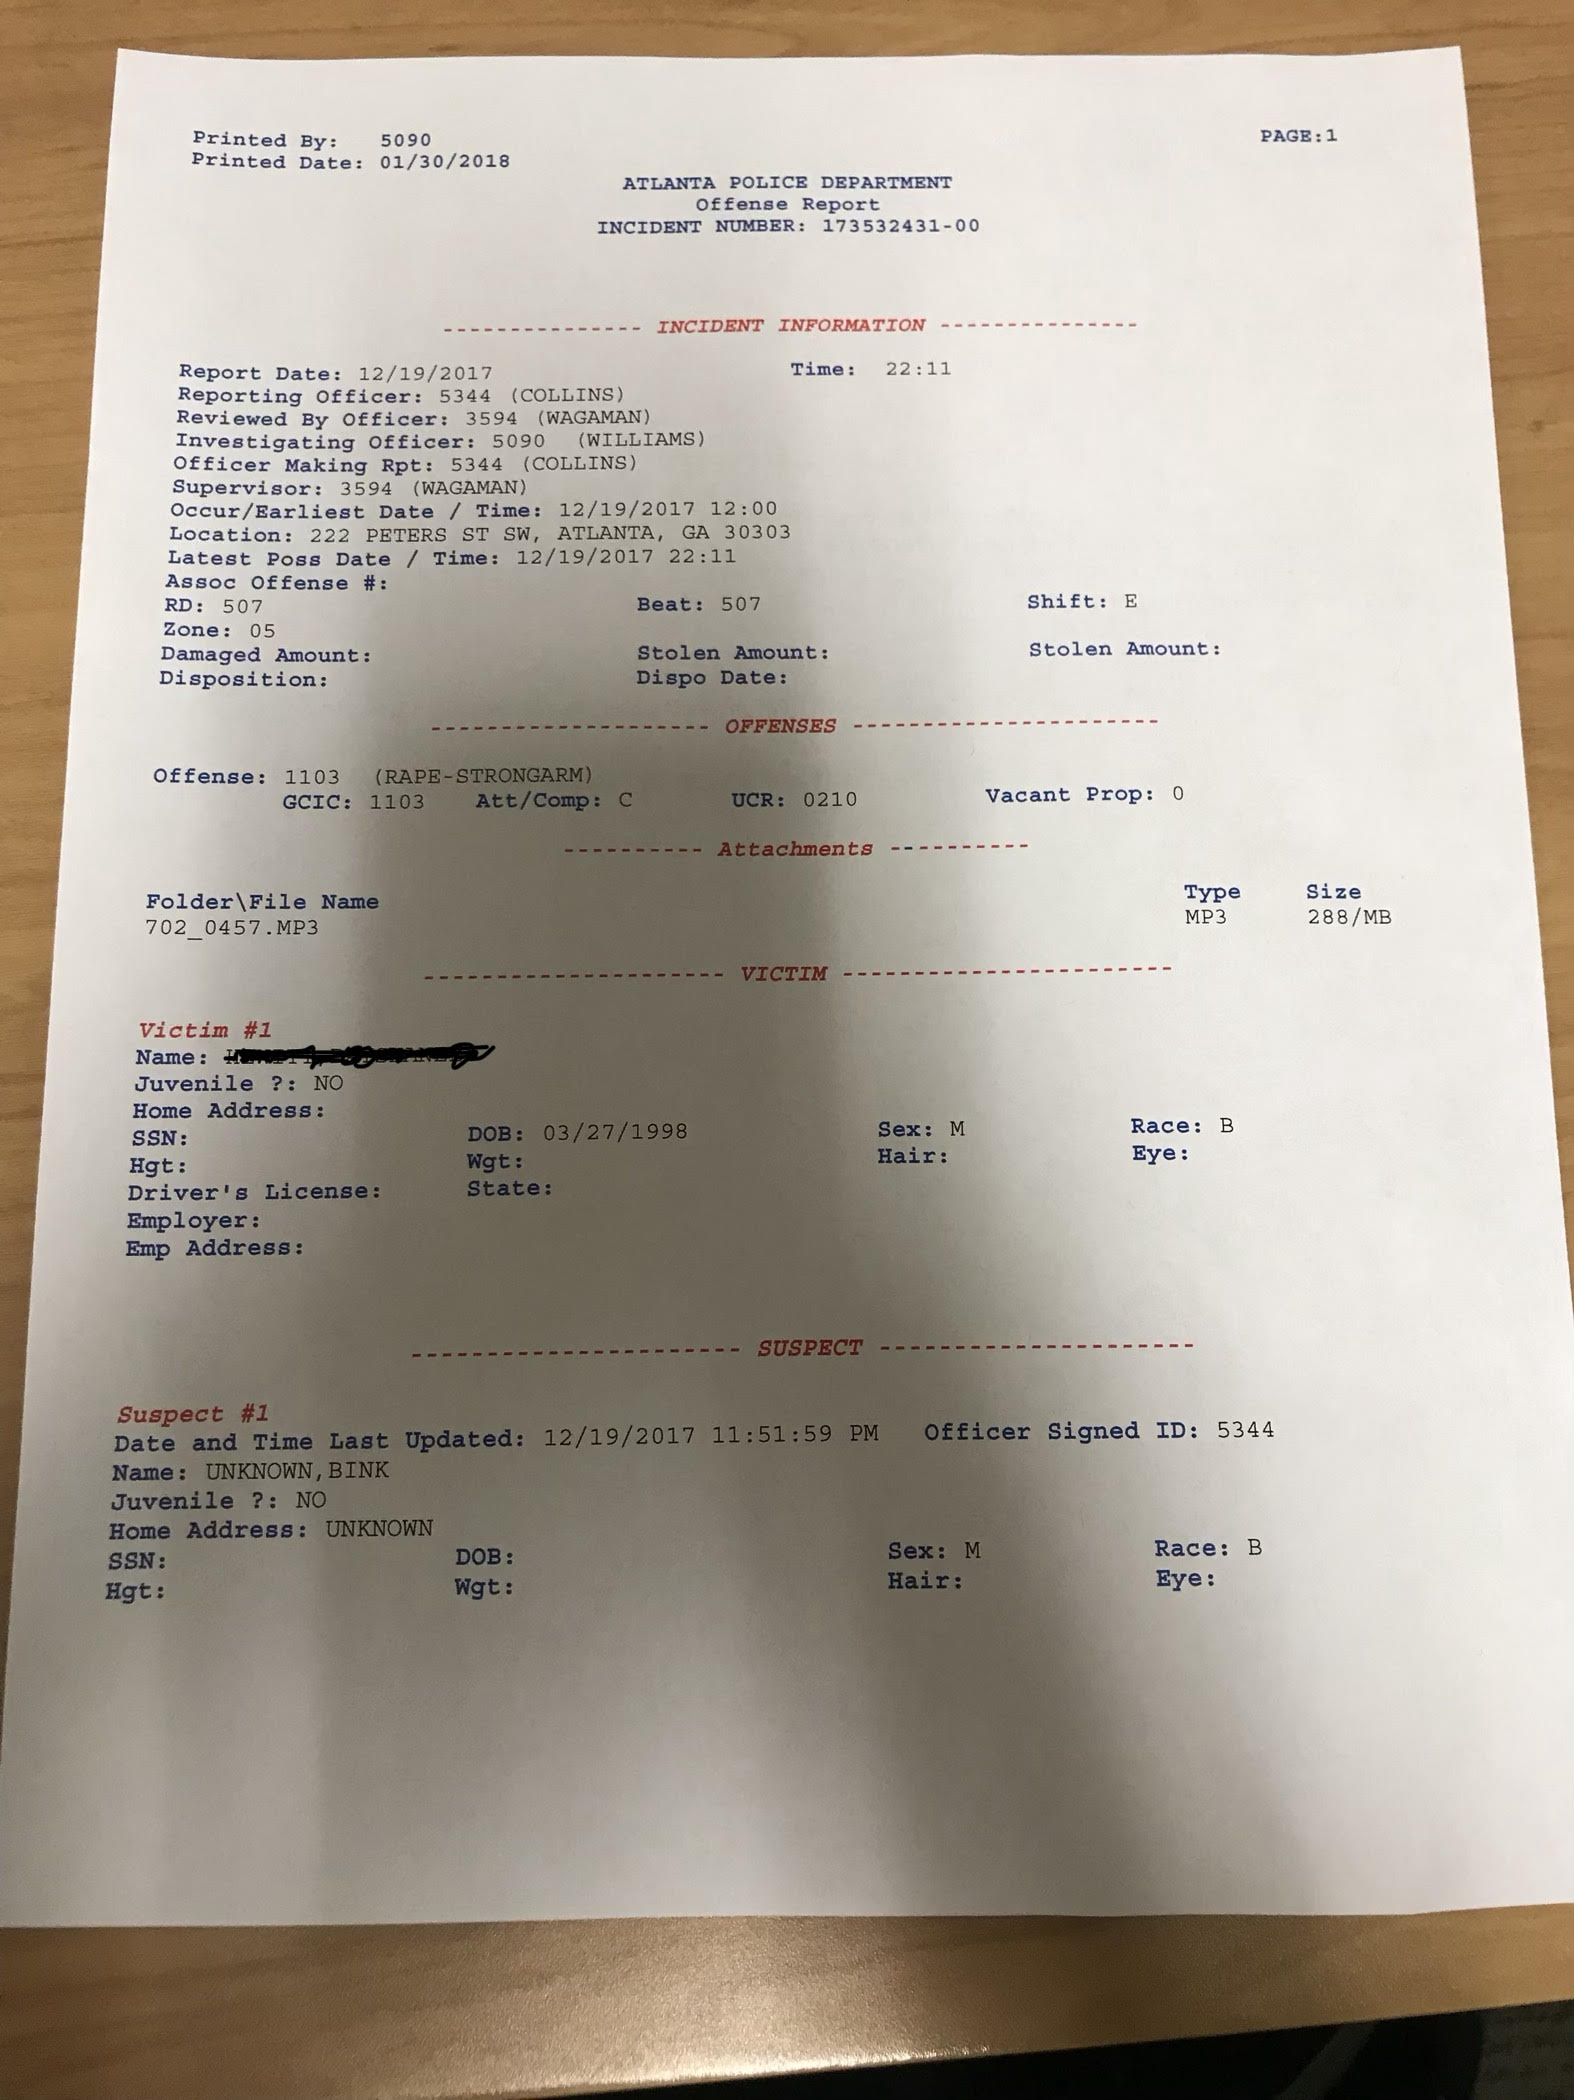 Printed By: 5090 PAGE:1
Printed Date: 01/30/2018
ATLANTA POLICE DEPARTMENT
Offense Report
INCIDENT NUMBER: 173532431-00
--------------- INCIDENT INFORMATION ---------------
Report Date: 12/19/2017 Time: 22:11
Reporting Officer: 5344 (COLLINS)
Reviewed By Officer: 3594 (WAGAMAN)
Investigating Officer: 5090 (WILLIAMS)
Officer Making Rpt: 5344 (COLLINS)
Supervisor: 3594 (WAGAMAN)
Occur/Earliest Date / Time: 12/19/2017 12:00
Location: 222 PETERS ST SW, ATLANTA, GA 30303
Latest Poss Date / Time: 12/19/2017 22:11
Assoc Offense #:
RD: 507 Beat: 507 Shift: E
Zone: 05
Damaged Amount: Stolen Amount: Stolen Amount:
Disposition: Dispo Date:
--------------------- OFFENSES -----------------------
Offense: 1103 (RAPE-STRONGARM)
GCIC: 1103 Att/Comp: C UCR: 0210 Vacant Prop: 0
---------- Attachments ----------
Folder\File Name Type Size
702_0457.MP3 MP3 288/MB
--------------------- VICTIM -----------------------
Victim #1
Name:
Juvenile ?: NO
Home Address:
SSN: DOB: 03/27/1998 Sex: M Race: B
Hgt: Wgt: Hair: Eye:
Driver's License: State:
Employer:
Emp Address:
---------------------- SUSPECT ---------------------
Suspect #1
Date and Time Last Updated: 12/19/2017 11:51:59 PM Officer Signed ID: 5344
Name: UNKNOWN,BINK
Juvenile ?: NO
Home Address: UNKNOWN
SSN: DOB: Sex: M Race: B
Hgt: Wgt: Hair: Eye: